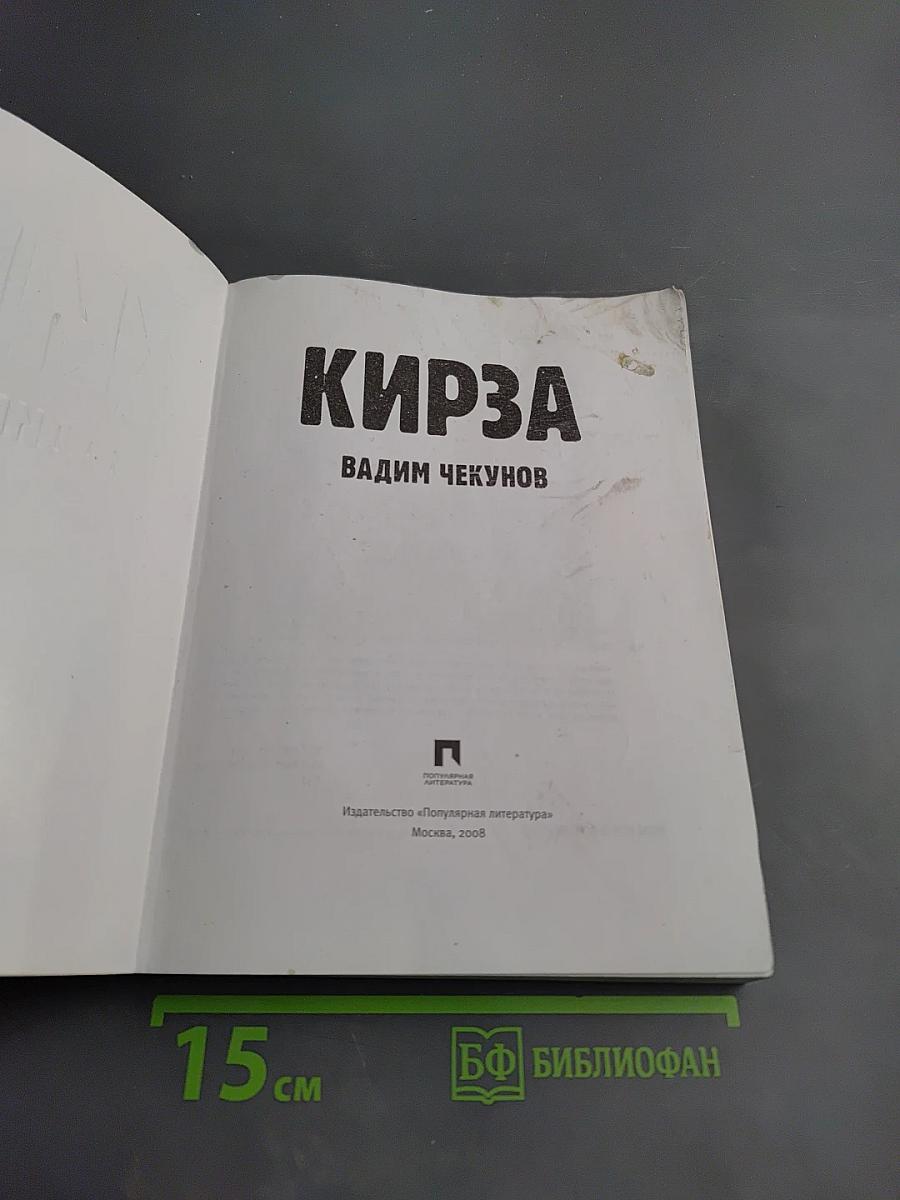 КИРЗА
ВАДИМ ЧЕКУНОВ
ПОПУЛЯРНАЯ
ЛИТЕРАТУРА
Издательство «Популярная литература»
Москва, 2008
15 см
БФ БИБЛИОФАН